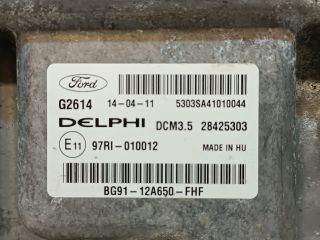 Ford
G2614 14-04-11 5303SA41010044
DELPHI DCM3.5 28425303
E11 97RI-010012 MADE IN HU
BG91-12A650-FHF